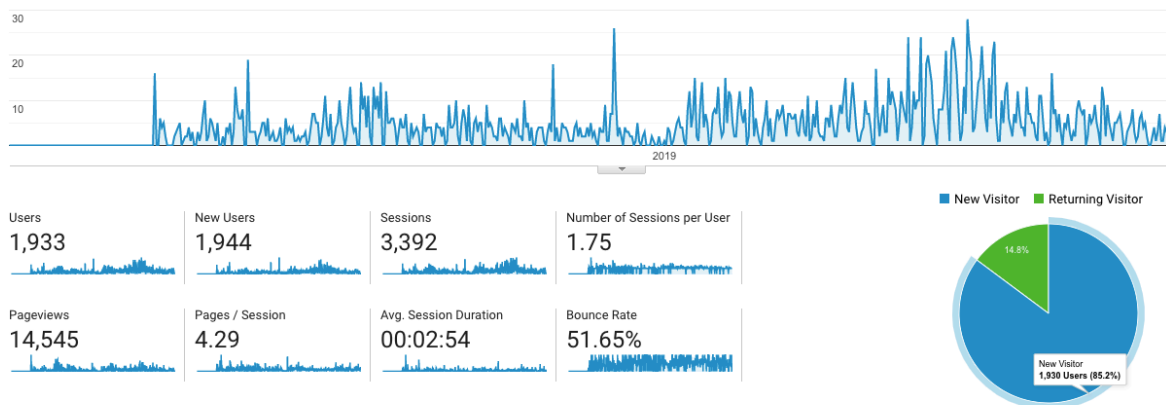 30
20
10
2019
New Visitor Returning Visitor
Users
1,933
New Users
1,944
Sessions
3,392
Number of Sessions per User
1.75
Pageviews
14,545
Pages / Session
4.29
Avg. Session Duration
00:02:54
Bounce Rate
51.65%
14.8%
New Visitor
1,930 Users (85.2%)